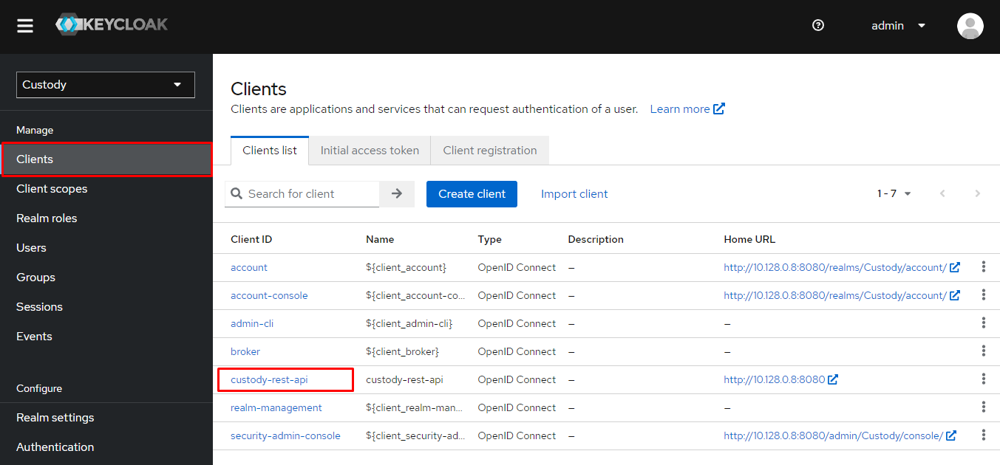 KEYCLOAK
admin
Custody
Manage
Clients
Client scopes
Realm roles
Users
Groups
Sessions
Events
Configure
Realm settings
Authentication
Clients
Clients are applications and services that can request authentication of a user. Learn more
Clients list Initial access token Client registration
Search for client Create client Import client 1 - 7
Client ID Name Type Description Home URL
account ${client_account} OpenID Connect – http://10.128.0.8:8080/realms/Custody/account/
account-console ${client_account-co... OpenID Connect – http://10.128.0.8:8080/realms/Custody/account/
admin-cli ${client_admin-cli} OpenID Connect – –
broker ${client_broker} OpenID Connect – –
custody-rest-api custody-rest-api OpenID Connect – http://10.128.0.8:8080
realm-management ${client_realm-man... OpenID Connect – –
security-admin-console ${client_security-ad... OpenID Connect – http://10.128.0.8:8080/admin/Custody/console/